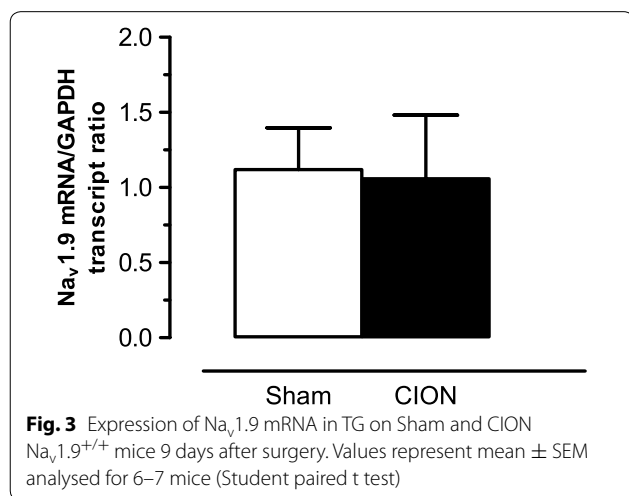 2.0
1.5
1.0
0.5
0.0
Nav1.9 mRNA/GAPDH
transcript ratio
Sham CION
Fig. 3 Expression of Nav1.9 mRNA in TG on Sham and CION
Nav1.9+/+ mice 9 days after surgery. Values represent mean ± SEM
analysed for 6–7 mice (Student paired t test)